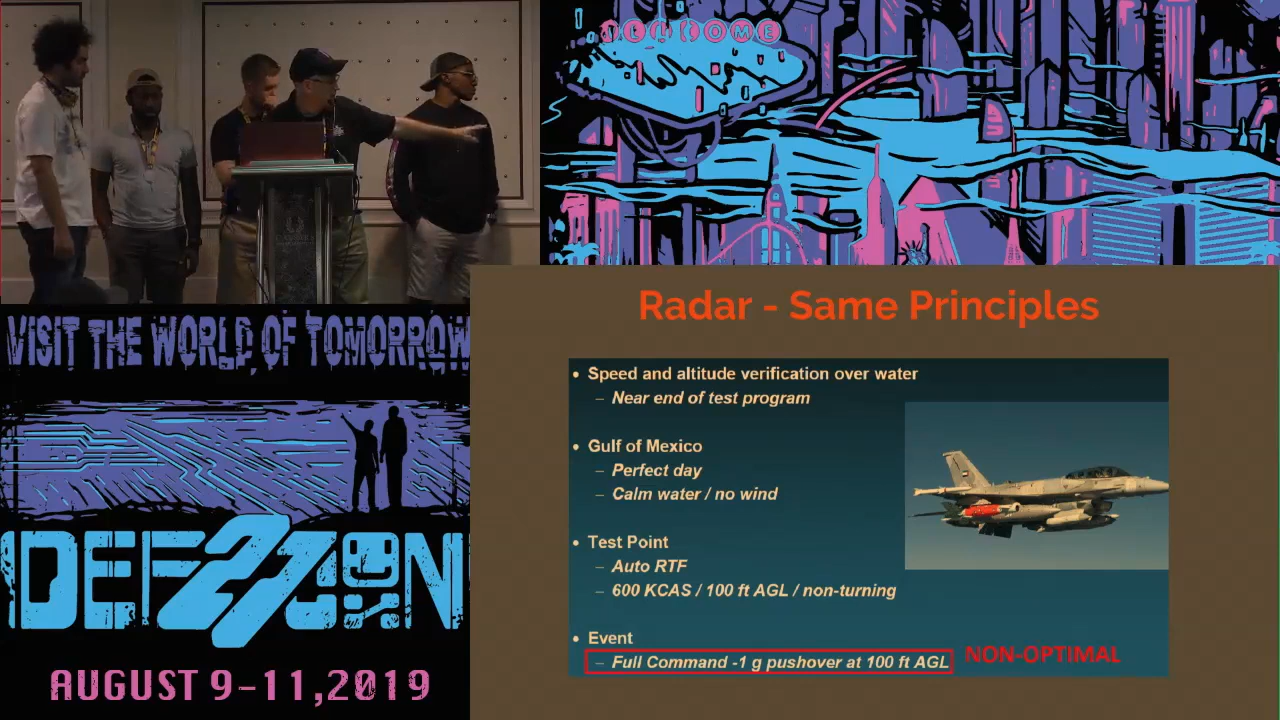 WELCOME
Radar - Same Principles
• Speed and altitude verification over water
– Near end of test program
• Gulf of Mexico
– Perfect day
– Calm water / no wind
• Test Point
– Auto RTF
– 600 KCAS / 100 ft AGL / non-turning
• Event
– Full Command -1 g pushover at 100 ft AGL
NON-OPTIMAL
VISIT THE WORLD OF TOMORROW
DEF CON
27
AUGUST 9-11,2019